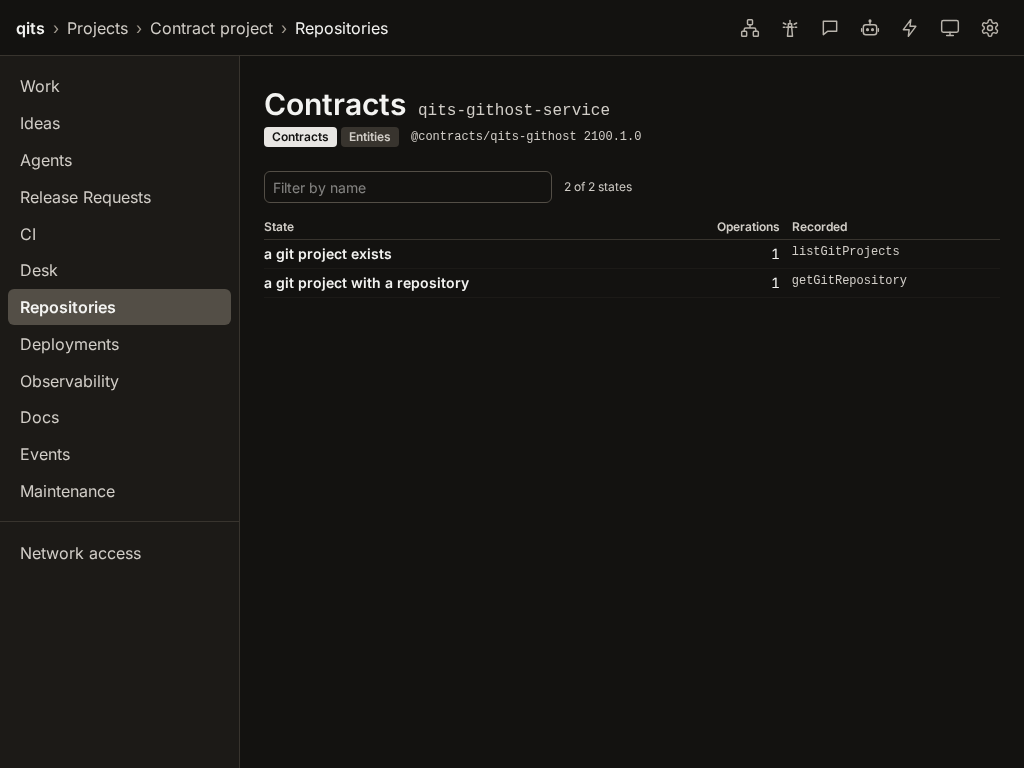 qits › Projects › Contract project › Repositories
Work
Ideas
Agents
Release Requests
CI
Desk
Repositories
Deployments
Observability
Docs
Events
Maintenance
Network access
Contracts qits-githost-service
Contracts Entities @contracts/qits-githost 2100.1.0
Filter by name 2 of 2 states
State Operations Recorded
a git project exists 1 listGitProjects
a git project with a repository 1 getGitRepository